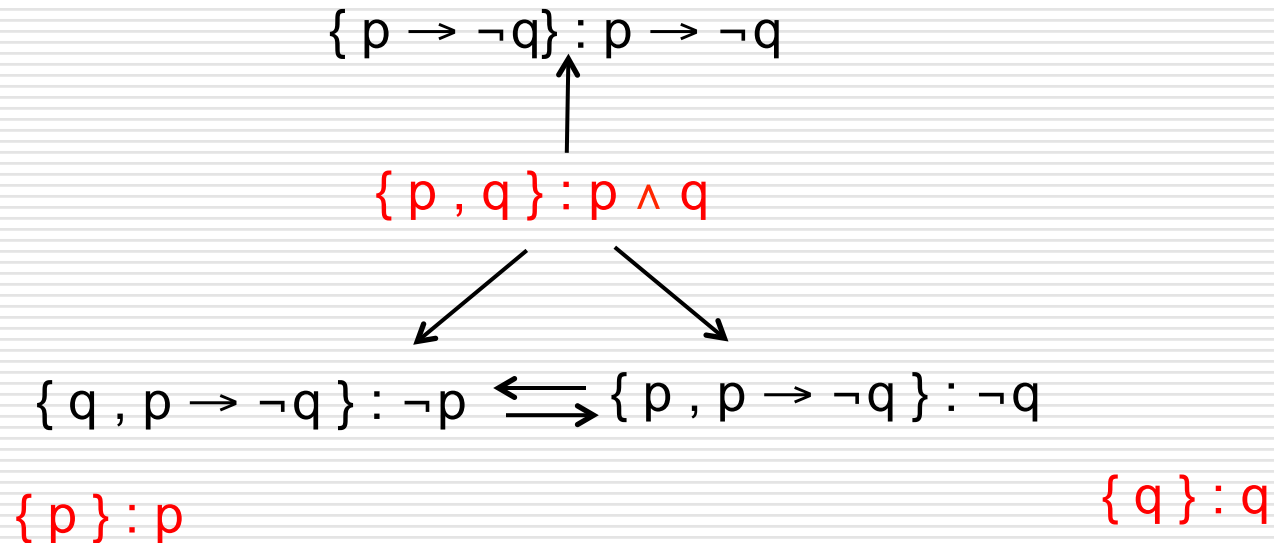 { p → ¬q} : p → ¬q
{ p , q } : p ∧ q
{ q , p → ¬q } : ¬p
{ p , p → ¬q } : ¬q
{ p } : p
{ q } : q